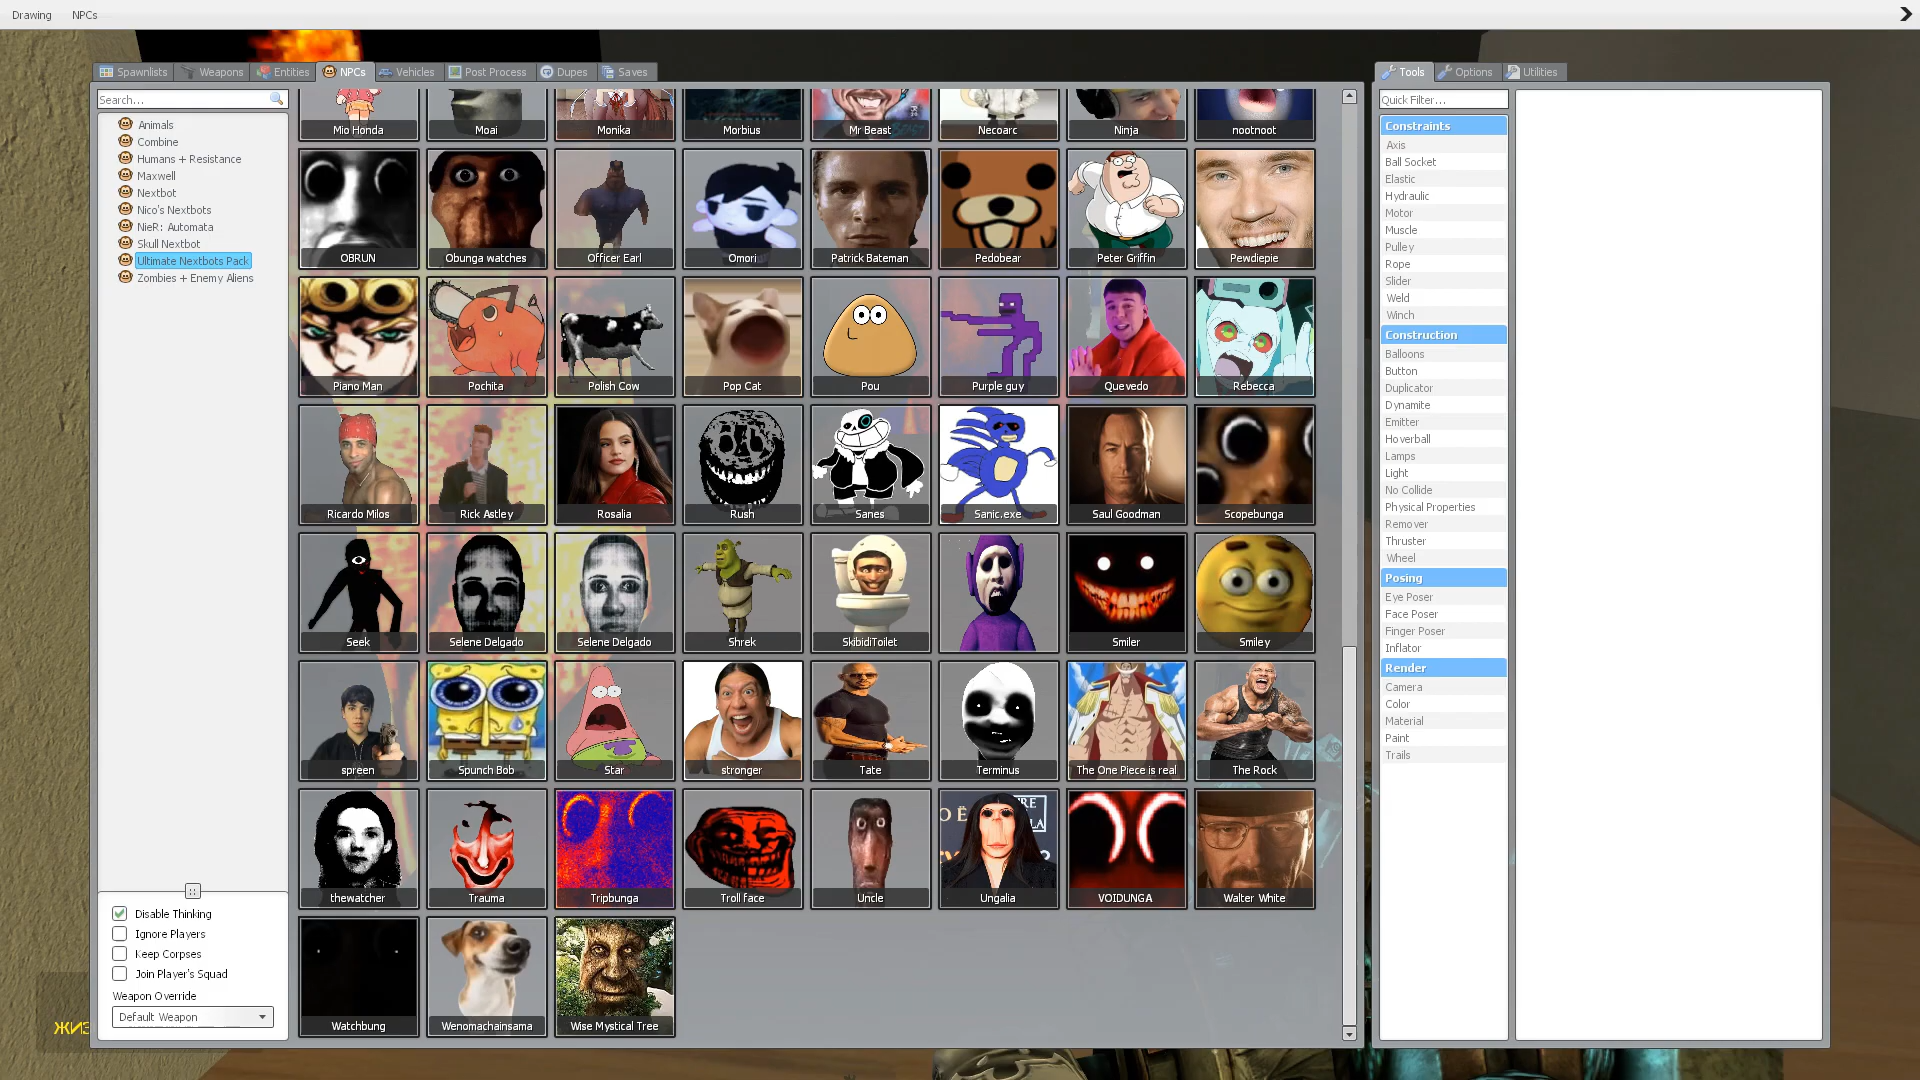 Drawing NPCs
Spawnlists Weapons Entities NPCs Vehicles Post Process Dupes Saves
Search...
Animals
Combine
Humans + Resistance
Maxwell
Nextbot
Nico's Nextbots
NieR: Automata
Skull Nextbot
Ultimate Nextbots Pack
Zombies + Enemy Aliens
Disable Thinking
Ignore Players
Keep Corpses
Join Player's Squad
Weapon Override
Default Weapon
ЖИЗ
Mio Honda Moai Monika Morbius Mr Beast Necoarc Ninja nootnoot
OBRUN Obunga watches Officer Earl Omori Patrick Bateman Pedobear Peter Griffin Pewdiepie
Piano Man Pochita Polish Cow Pop Cat Pou Purple guy Quevedo Rebecca
Ricardo Milos Rick Astley Rosalia Rush Sanes Sanic.exe Saul Goodman Scopebunga
Seek Selene Delgado Selene Delgado Shrek SkibidiToilet Smiler Smiley
spreen Spunch Bob Star stronger Tate Terminus The One Piece is real The Rock
thewatcher Trauma Tripbunga Troll face Uncle Ungalia VOIDUNGA Walter White
Watchbung Wenomachainsama Wise Mystical Tree
Tools Options Utilities
Quick Filter...
Constraints
Axis
Ball Socket
Elastic
Hydraulic
Motor
Muscle
Pulley
Rope
Slider
Weld
Winch
Construction
Balloons
Button
Duplicator
Dynamite
Emitter
Hoverball
Lamps
Light
No Collide
Physical Properties
Remover
Thruster
Wheel
Posing
Eye Poser
Face Poser
Finger Poser
Inflator
Render
Camera
Color
Material
Paint
Trails